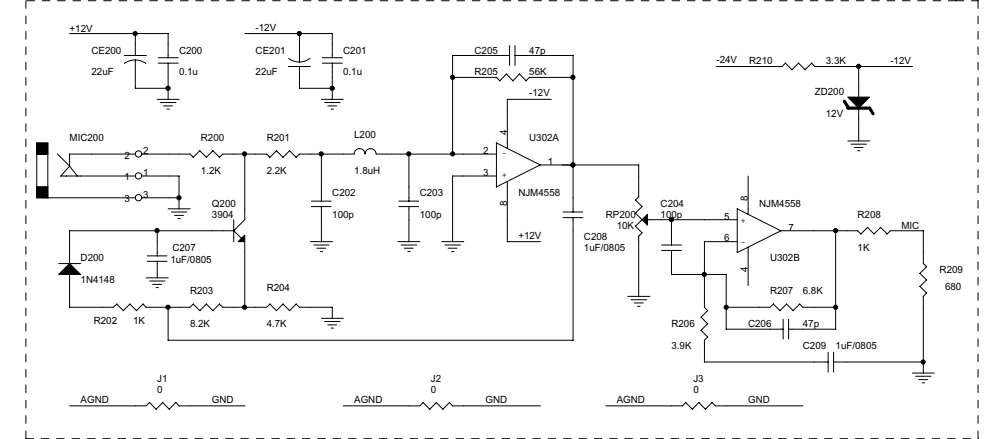 +12V
-12V
CE200
22uF
C200
0.1u
CE201
22uF
C201
0.1u
C205
47p
R205
56K
-12V
-24V
R210
3.3K
-12V
ZD200
12V
MIC200
2
2
1
1
3
3
R200
1.2K
R201
2.2K
L200
1.8uH
C202
100p
C203
100p
2
3
-
+
4
8
1
U302A
NJM4558
+12V
Q200
3904
C207
1uF/0805
D200
1N4148
R202
1K
R203
8.2K
R204
4.7K
C208
1uF/0805
RP200
10K
C204
100p
8
NJM4558
5
6
+
-
7
4
U302B
R208
1K
MIC
R209
680
R207
6.8K
C206
47p
R206
3.9K
C209
1uF/0805
J1
0
AGND
GND
J2
0
AGND
GND
J3
0
AGND
GND